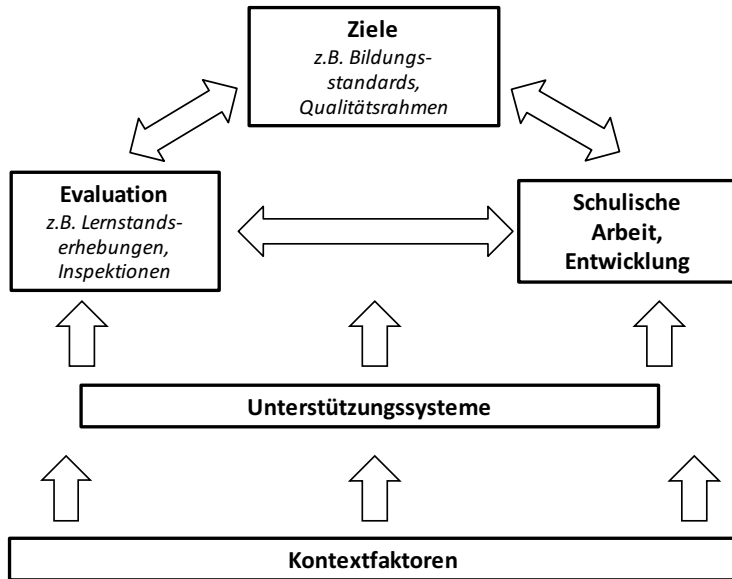 Ziele
z.B. Bildungs-
standards,
Qualitätsrahmen
Evaluation
z.B. Lernstands-
erhebungen,
Inspektionen
Schulische
Arbeit,
Entwicklung
Unterstützungssysteme
Kontextfaktoren